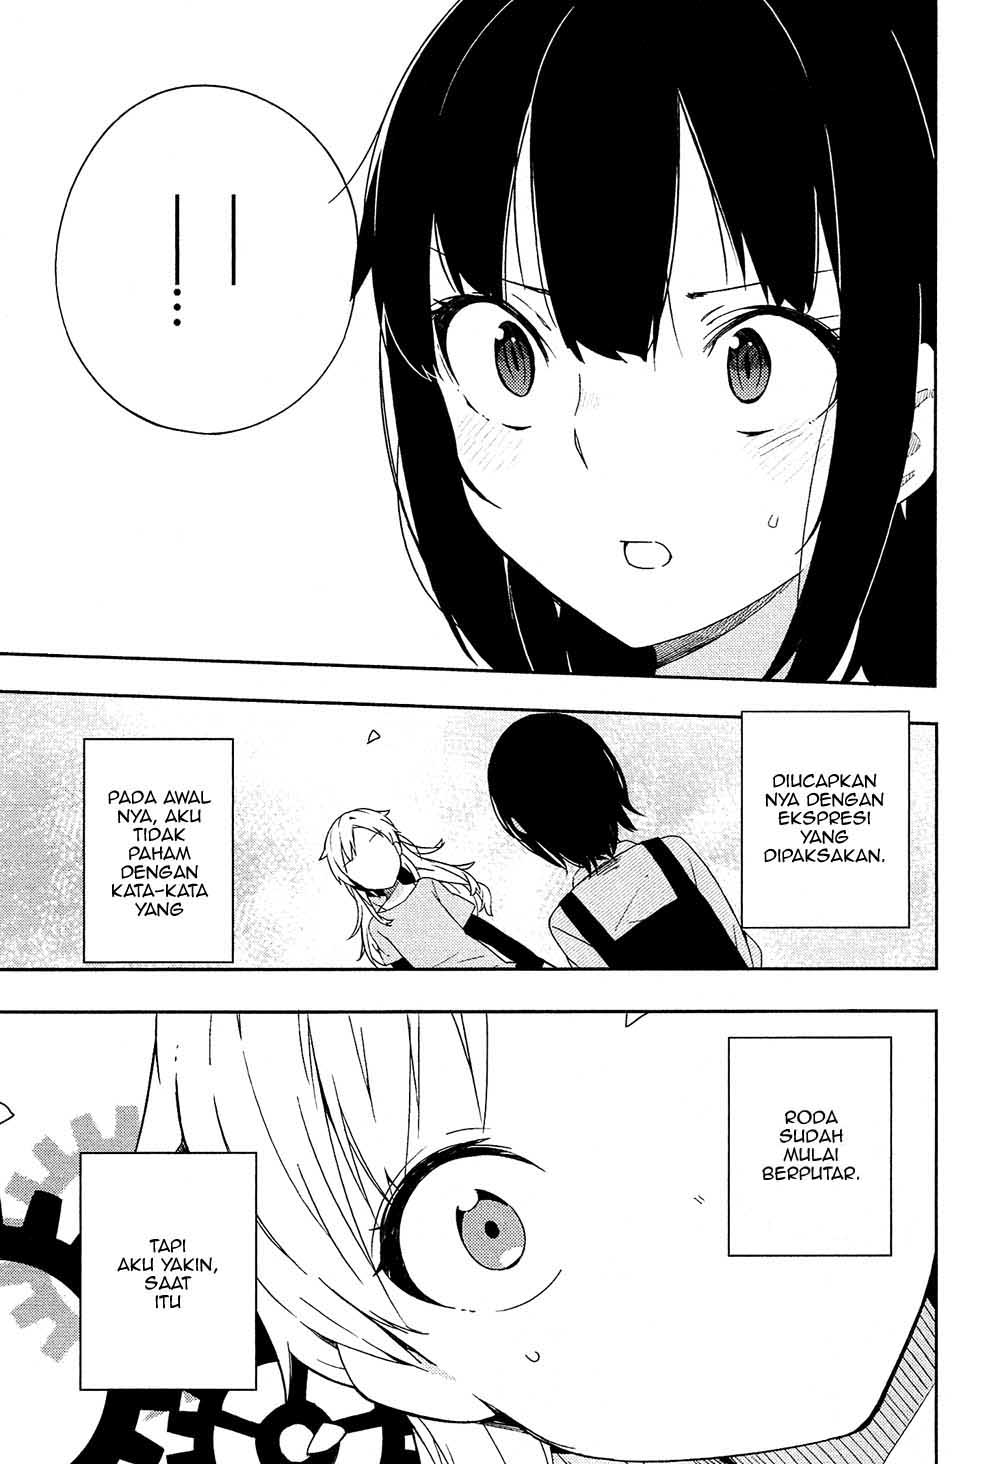 PADA AWAL
NYA, AKU
TIDAK
PAHAM
DENGAN
KATA-KATA
YANG
DIUCAPKAN
NYA DENGAN
EKSPRESI
YANG
DIPAKSAKAN.
TAPI
AKU YAKIN,
SAAT
ITU
RODA
SUDAH
MULAI
BERPUTAR.